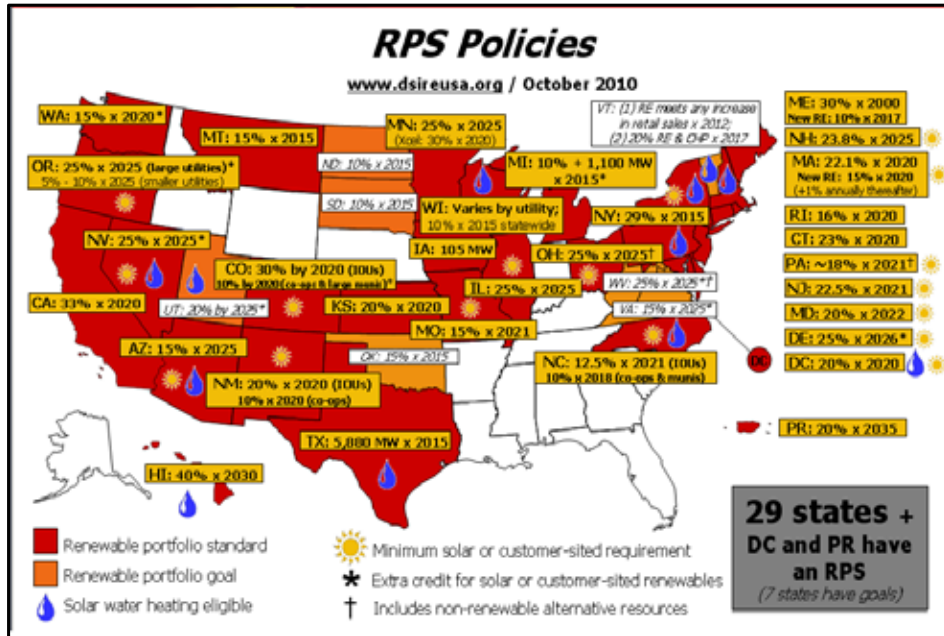 RPS Policies
www.dsireusa.org / October 2010
WA: 15% x 2020*
MT: 15% x 2015
MN: 25% x 2025
(Xcel: 30% x 2020)
VT: (1) RE meets any increase
in retail sales x 2012;
(2) 20% RE & CHP x 2017
ME: 30% x 2000
New RE: 10% x 2017
NH: 23.8% x 2025
OR: 25% x 2025 (large utilities)*
5% - 10% x 2025 (smaller utilities)
ND: 10% x 2015
MI: 10% + 1,100 MW
x 2015*
MA: 22.1% x 2020
New RE: 15% x 2020
(+1% annually thereafter)
SD: 10% x 2015
WI: Varies by utility;
10% x 2015 statewide
NY: 29% x 2015
RI: 16% x 2020
NV: 25% x 2025*
CO: 30% by 2020 (IOUs)
10% by 2020 (co-ops & large munis)*
IA: 105 MW
OH: 25% x 2025†
CT: 23% x 2020
PA: ~18% x 2021†
CA: 33% x 2020
UT: 20% by 2025*
KS: 20% x 2020
IL: 25% x 2025
WV: 25% x 2025*†
VA: 15% x 2025*
NJ: 22.5% x 2021
MD: 20% x 2022
AZ: 15% x 2025
MO: 15% x 2021
OK: 15% x 2015
DC
DE: 25% x 2026*
DC: 20% x 2020
NM: 20% x 2020 (IOUs)
10% x 2020 (co-ops)
NC: 12.5% x 2021 (IOUs)
10% x 2018 (co-ops & munis)
TX: 5,880 MW x 2015
PR: 20% x 2035
HI: 40% x 2030
Renewable portfolio standard
Renewable portfolio goal
Solar water heating eligible
Minimum solar or customer-sited requirement
* Extra credit for solar or customer-sited renewables
† Includes non-renewable alternative resources
29 states +
DC and PR have
an RPS
(7 states have goals)